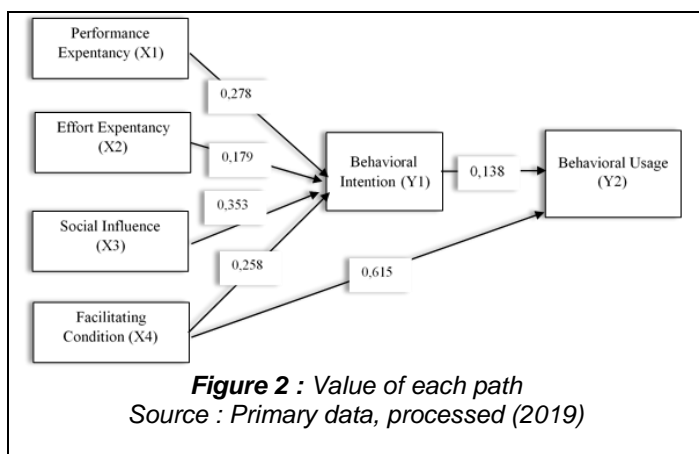 Performance
Expentancy (X1)
0,278
Effort Expentancy
(X2)
0,179
Behavioral
Intention (Y1)
0,138
Behavioral Usage
(Y2)
0,353
Social Influence
(X3)
0,258
0,615
Facilitating
Condition (X4)
Figure 2 : Value of each path
Source : Primary data, processed (2019)